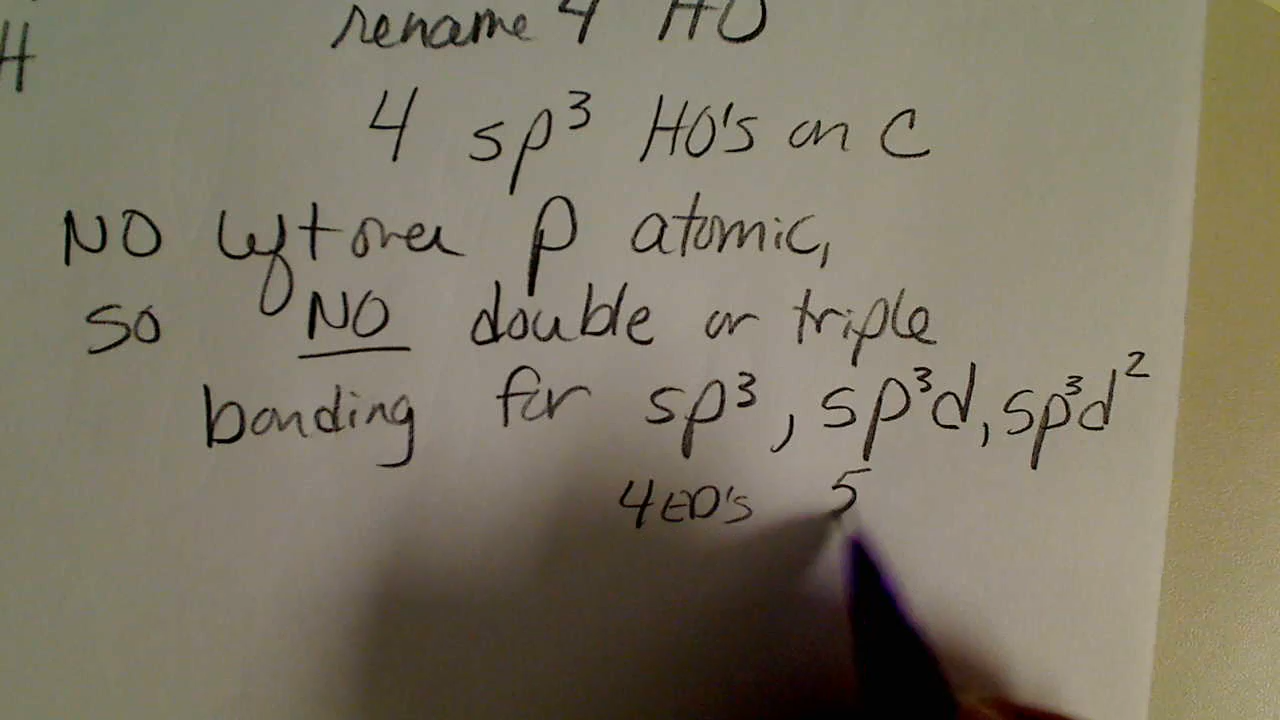 rename 4 HO
H
4 sp³ HO's on C
NO leftover p atomic,
so NO double or triple
bonding for sp³, sp³d, sp³d²
4 ED's 5